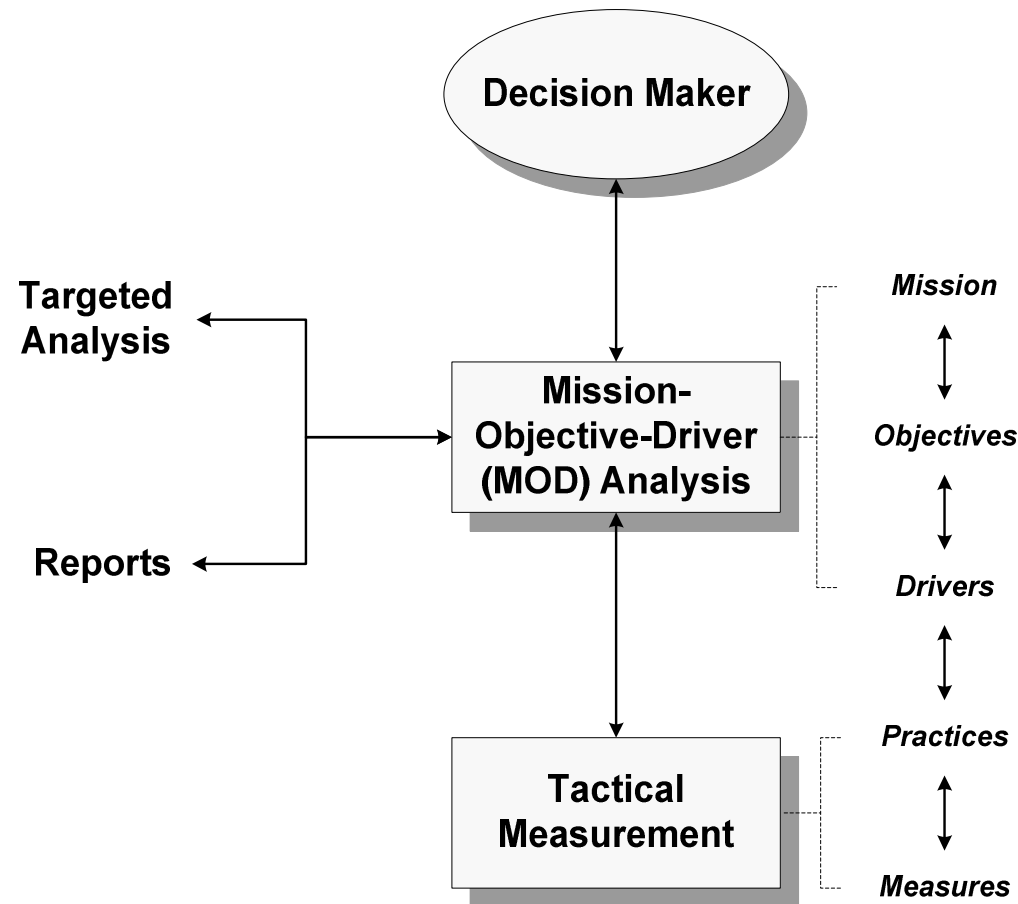 Decision Maker
Targeted
Analysis
Mission-
Objective-Driver
(MOD) Analysis
Reports
Tactical
Measurement
Mission
Objectives
Drivers
Practices
Measures